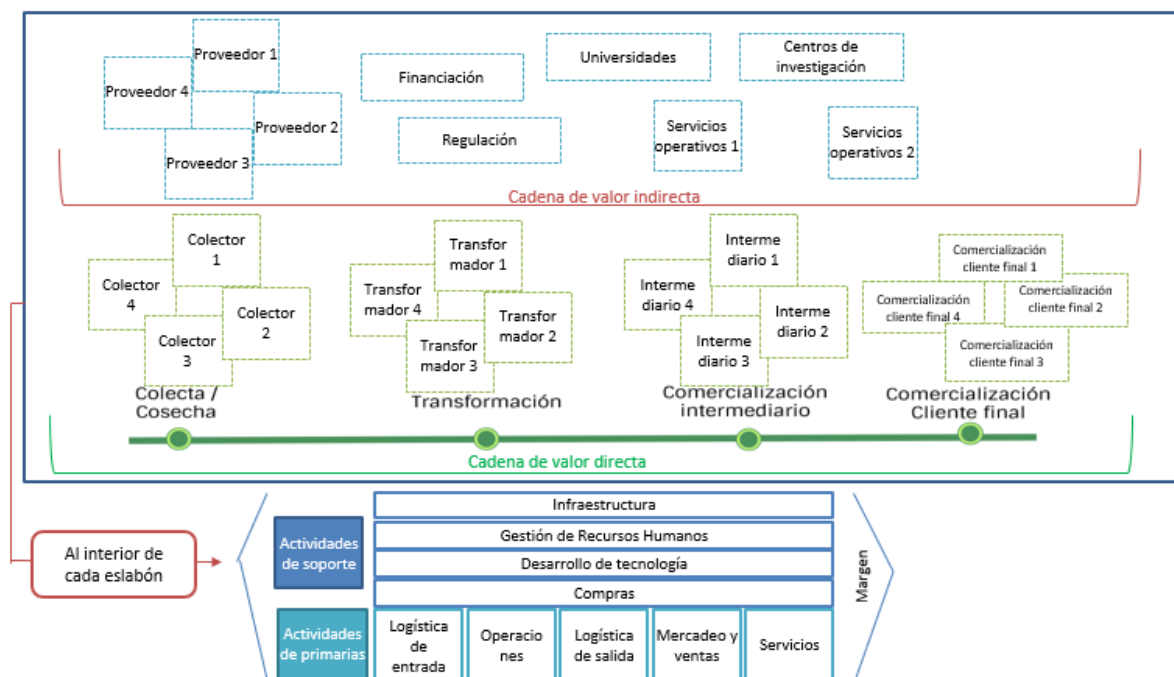 Proveedor 1
Proveedor 4
Proveedor 2
Proveedor 3
Financiación
Universidades
Centros de
investigación
Regulación
Servicios
operativos 1
Servicios
operativos 2
Cadena de valor indirecta
Colector
1
Colector
4
Colector
2
Colector
3
Transfor
mador 1
Transfor
mador 4
Transfor
mador 2
Transfor
mador 3
Interme
diario 1
Interme
diario 4
Interme
diario 2
Interme
diario 3
Comercialización
cliente final 1
Comercialización
cliente final 4
Comercialización
cliente final 2
Comercialización
cliente final 3
Colecta /
Cosecha
Transformación
Comercialización
intermediario
Comercialización
Cliente final
Cadena de valor directa
Al interior de
cada eslabón
Actividades
de soporte
Infraestructura
Gestión de Recursos Humanos
Desarrollo de tecnología
Compras
Actividades
de primarias
Logística
de
entrada
Operacio
nes
Logística
de salida
Mercadeo y
ventas
Servicios
Margen